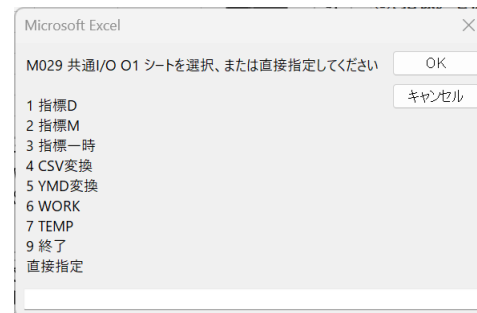 Microsoft Excel
M029 共通I/O O1 シートを選択、または直接指定してください
OK
キャンセル
1 指標D
2 指標M
3 指標一時
4 CSV変換
5 YMD変換
6 WORK
7 TEMP
9 終了
直接指定